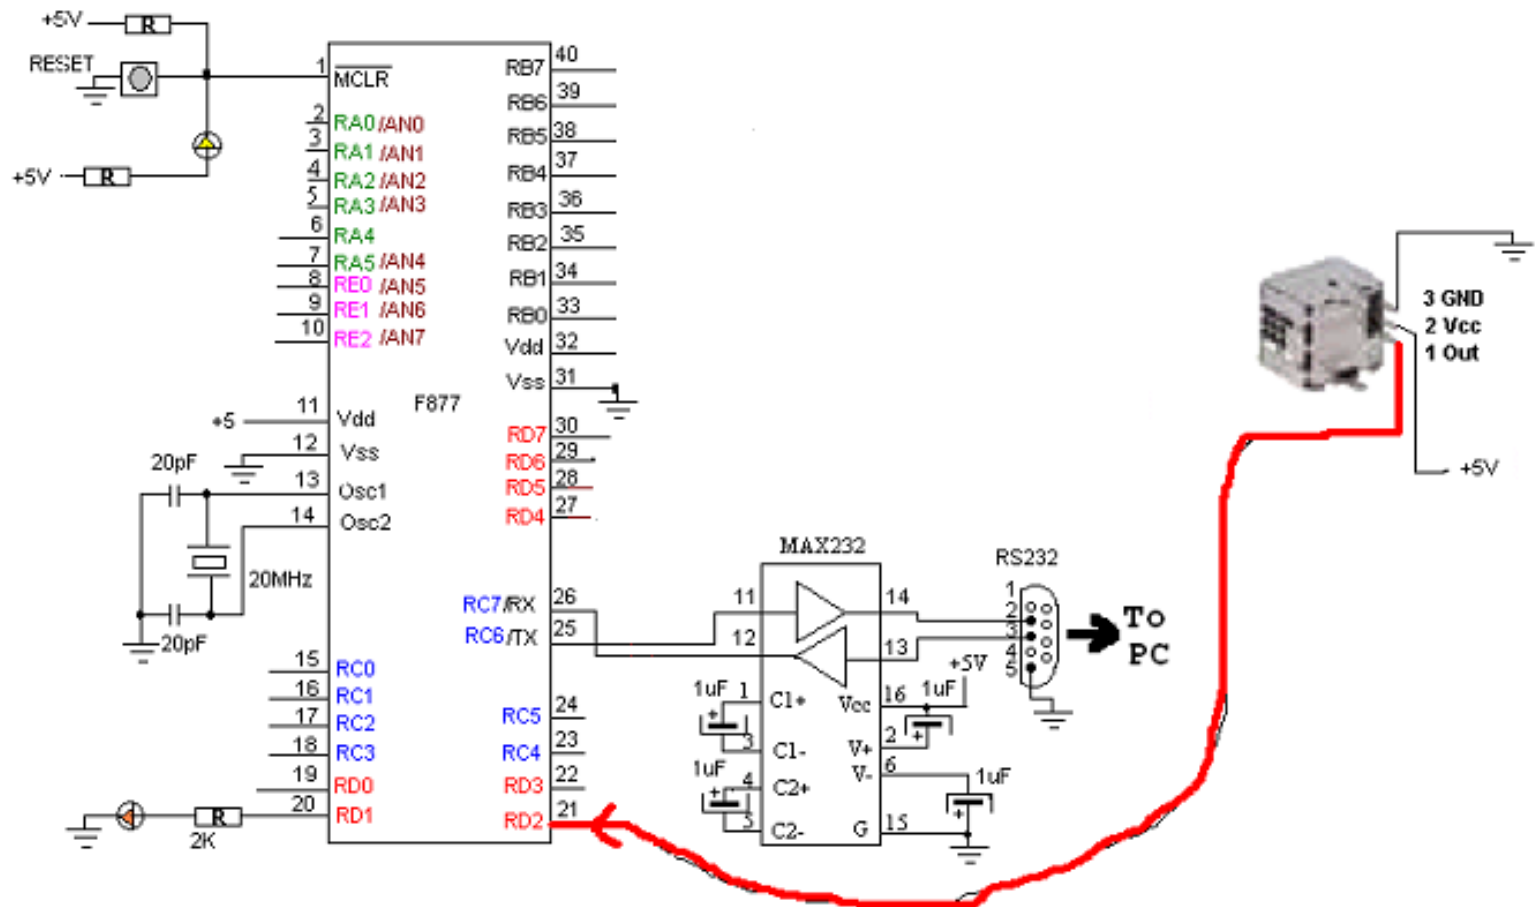 +5V
R
RESET
+5V
R
1
MCLR
2
RA0/AN0
3
RA1/AN1
4
RA2/AN2
5
RA3/AN3
6
RA4
7
RA5/AN4
8
RE0/AN5
9
RE1/AN6
10
RE2/AN7
F877
+5
11
Vdd
12
Vss
20pF
13
Osc1
14
Osc2
20MHz
20pF
15
RC0
16
RC1
17
RC2
18
RC3
19
RD0
20
RD1
R
2K
40
RB7
39
RB6
38
RB5
37
RB4
36
RB3
35
RB2
34
RB1
33
RB0
32
Vdd
31
Vss
30
RD7
29
RD6
28
RD5
27
RD4
26
RC7/RX
25
RC6/TX
24
RC5
23
RC4
22
RD3
21
RD2
MAX232
11
14
12
13
1uF
1
C1+
3
C1-
1uF
4
C2+
5
C2-
+5V
16
Vcc
1uF
2
V+
6
V-
1uF
15
G
RS232
1
2
3
4
5
To
PC
3 GND
2 Vcc
1 Out
+5V